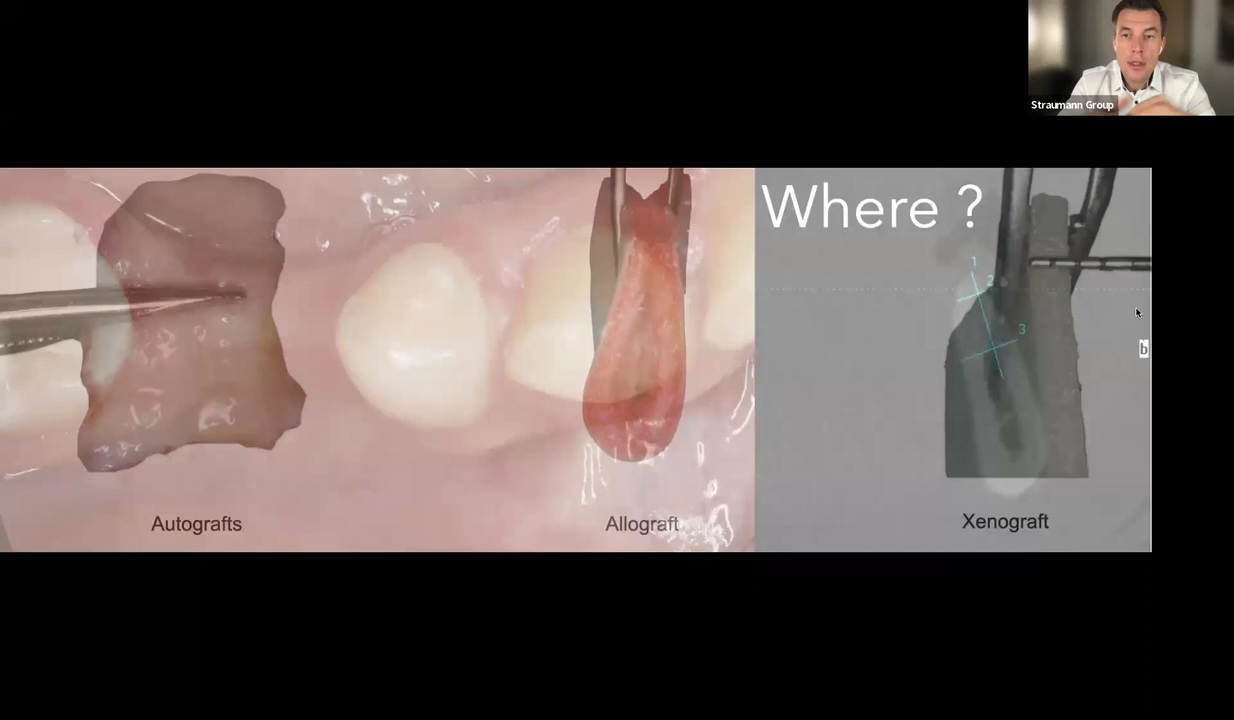 Straumann Group
Where ?
1
2
3
b
Autografts
Allograft
Xenograft